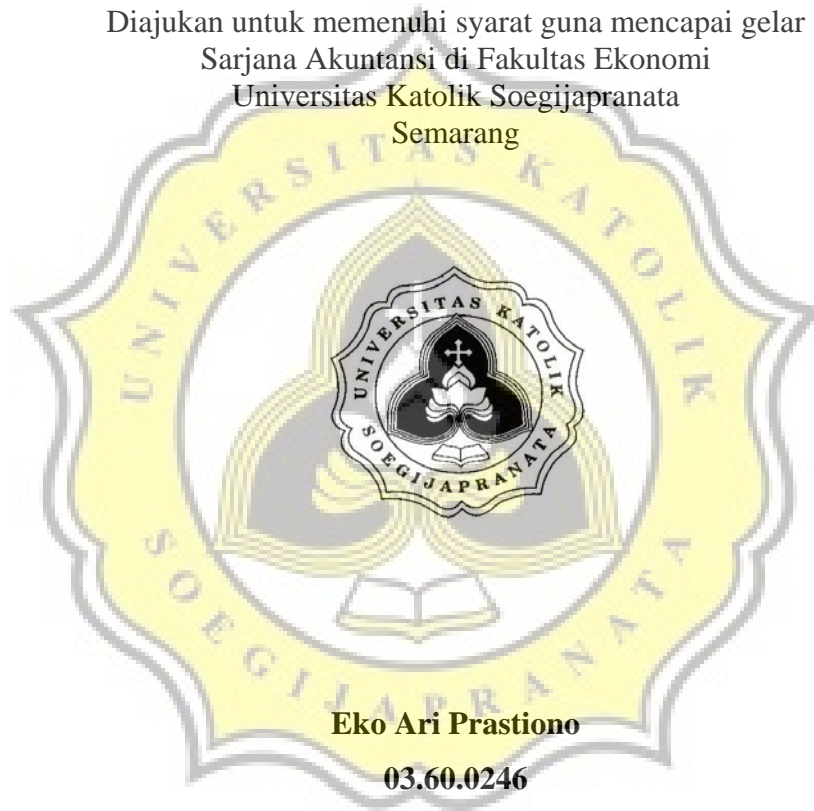 Diajukan untuk memenuhi syarat guna mencapai gelar
Sarjana Akuntansi di Fakultas Ekonomi
Universitas Katolik Soegijapranata
Semarang
UNIVERSITAS KATOLIK
SOEGIJAPRANATA
UNIVERSITAS KATOLIK
SOEGIJAPRANATA
Eko Ari Prastiono
03.60.0246